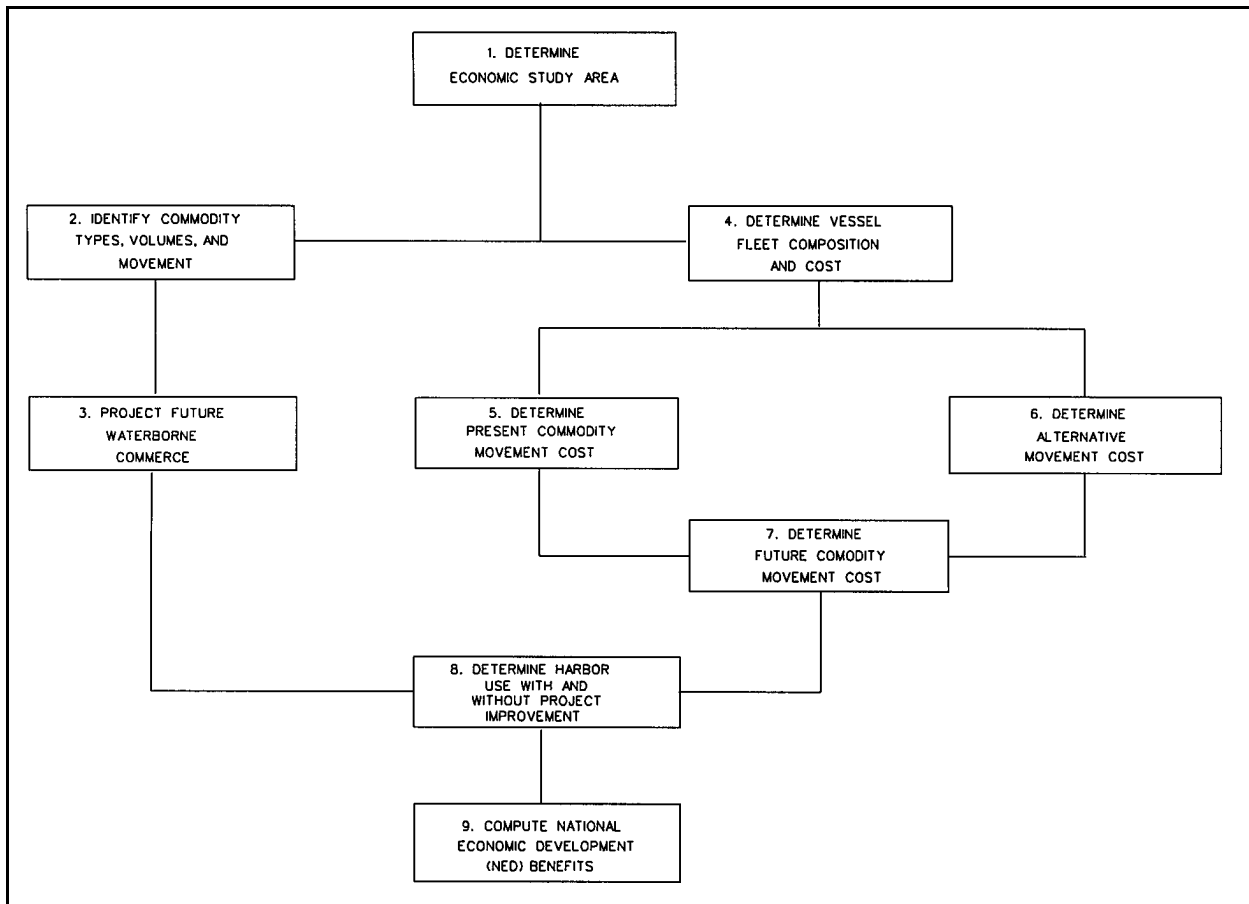 1. DETERMINE
ECONOMIC STUDY AREA
2. IDENTIFY COMMODITY
TYPES, VOLUMES, AND
MOVEMENT
4. DETERMINE VESSEL
FLEET COMPOSITION
AND COST
3. PROJECT FUTURE
WATERBORNE
COMMERCE
5. DETERMINE
PRESENT COMMODITY
MOVEMENT COST
6. DETERMINE
ALTERNATIVE
MOVEMENT COST
7. DETERMINE
FUTURE COMODITY
MOVEMENT COST
8. DETERMINE HARBOR
USE WITH AND
WITHOUT PROJECT
IMPROVEMENT
9. COMPUTE NATIONAL
ECONOMIC DEVELOPMENT
(NED) BENEFITS